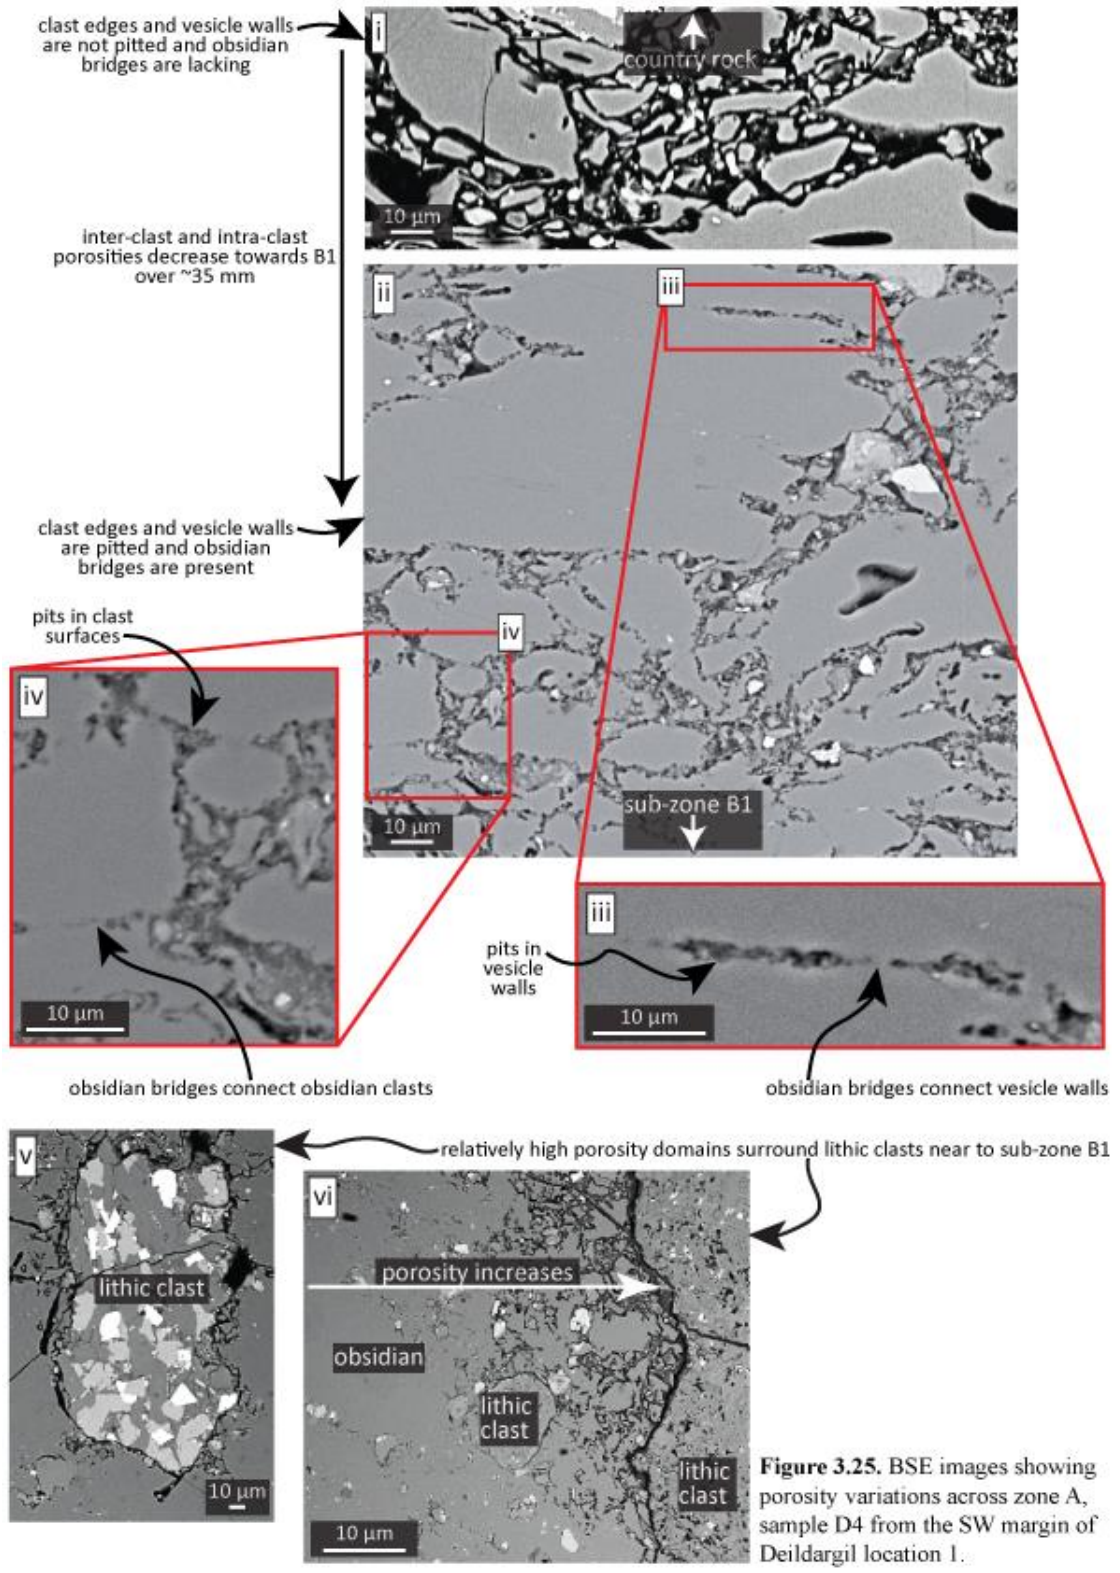 clast edges and vesicle walls
are not pitted and obsidian
bridges are lacking
i
country rock
10 µm
inter-clast and intra-clast
porosities decrease towards B1
over ~35 mm
ii
iii
clast edges and vesicle walls
are pitted and obsidian
bridges are present
pits in clast
surfaces
iv
iv
sub-zone B1
10 µm
iii
pits in
vesicle
walls
10 µm
10 µm
obsidian bridges connect obsidian clasts
obsidian bridges connect vesicle walls
v
relatively high porosity domains surround lithic clasts near to sub-zone B1
vi
lithic clast
porosity increases
obsidian
lithic
clast
lithic
clast
10 µm
10 µm
Figure 3.25. BSE images showing
porosity variations across zone A,
sample D4 from the SW margin of
Deildargil location 1.